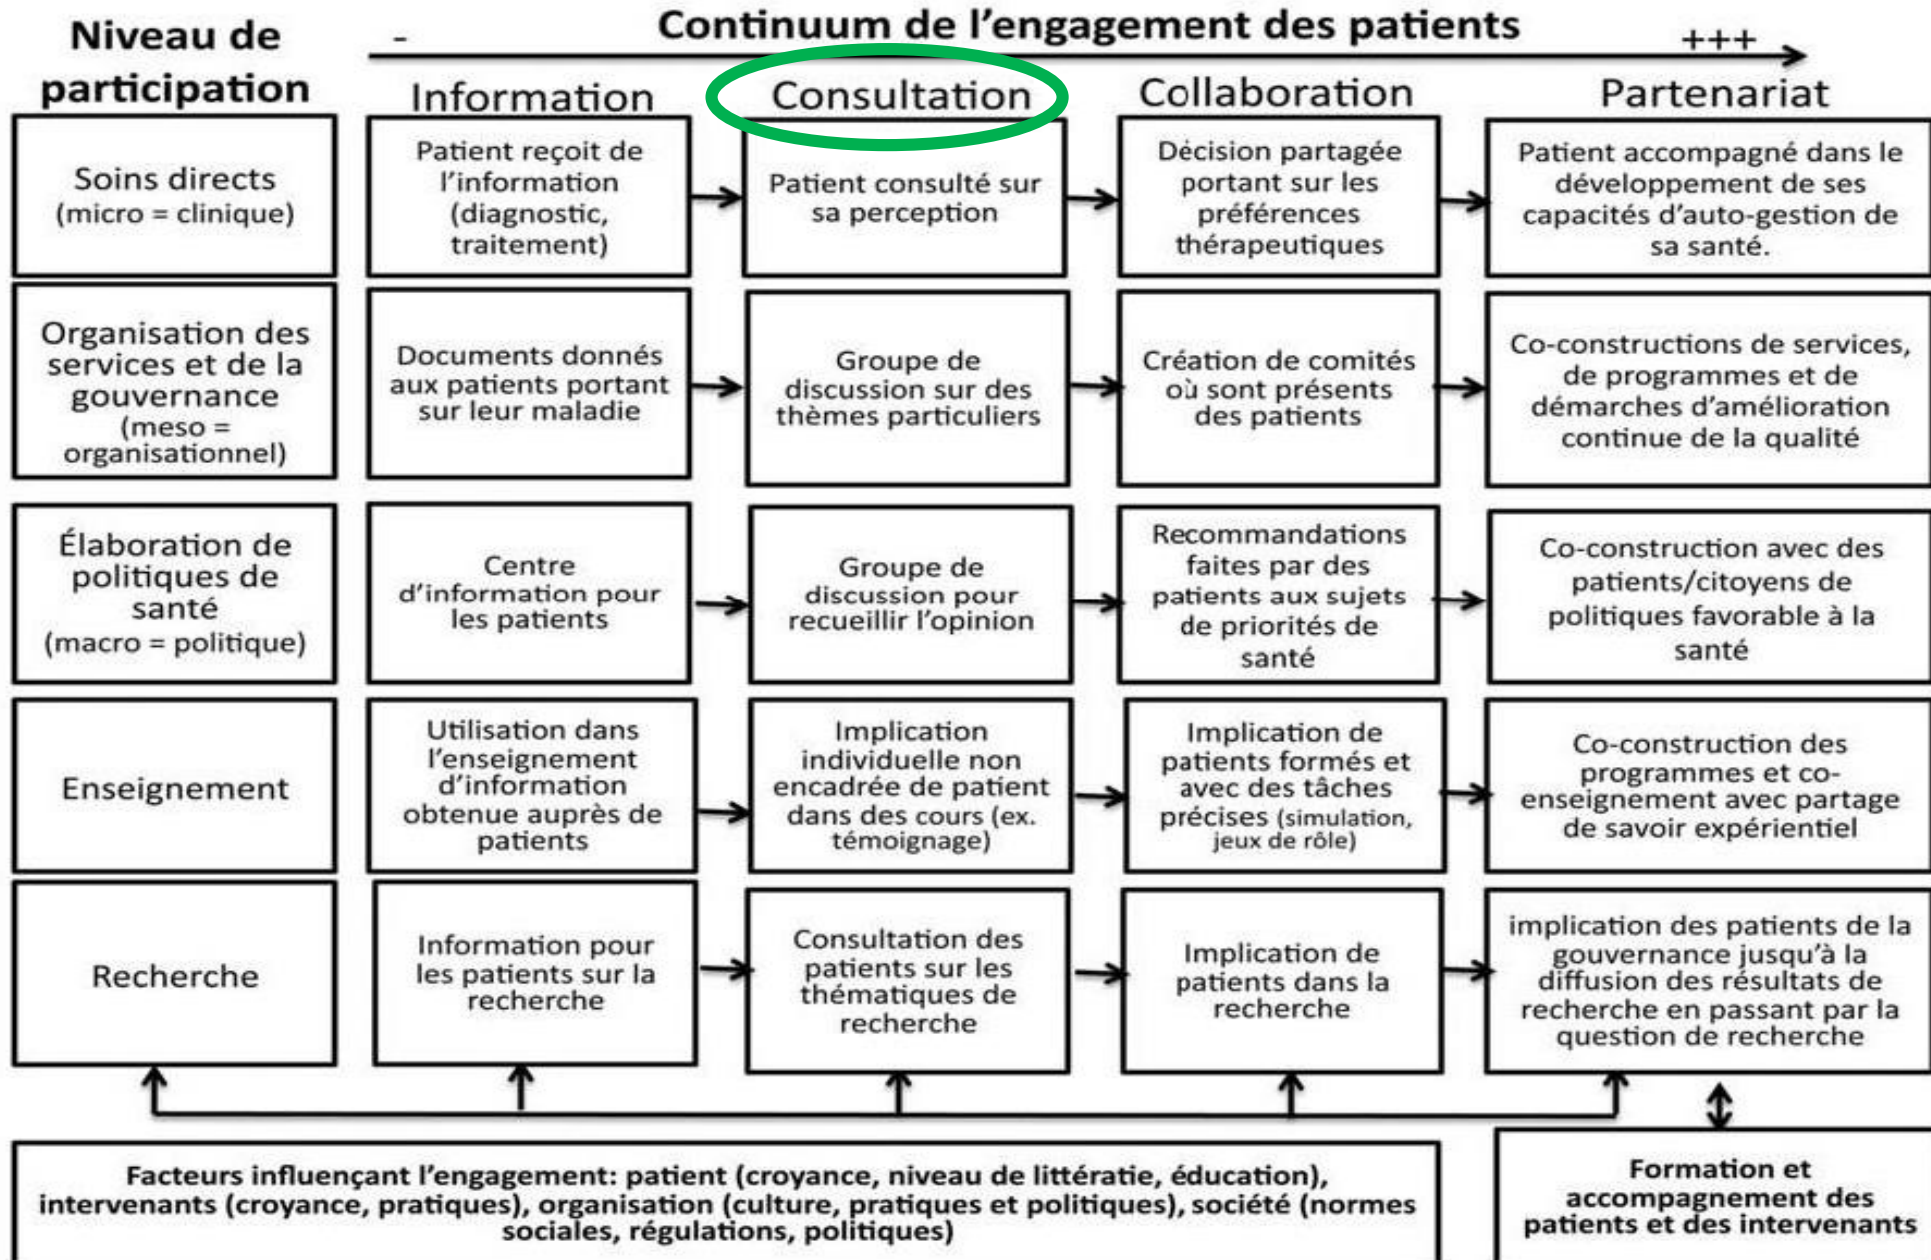 Niveau de
participation
-
Continuum de l’engagement des patients
+++
Information
Consultation
Collaboration
Partenariat
Soins directs
(micro = clinique)
Patient reçoit de
l’information
(diagnostic,
traitement)
Patient consulté sur
sa perception
Décision partagée
portant sur les
préférences
thérapeutiques
Patient accompagné dans le
développement de ses
capacités d’auto-gestion de
sa santé.
Organisation des
services et de la
gouvernance
(meso =
organisationnel)
Documents donnés
aux patients portant
sur leur maladie
Groupe de
discussion sur des
thèmes particuliers
Création de comités
où sont présents
des patients
Co-constructions de services,
de programmes et de
démarches d’amélioration
continue de la qualité
Élaboration de
politiques de
santé
(macro = politique)
Centre
d’information pour
les patients
Groupe de
discussion pour
recueillir l’opinion
Recommandations
faites par des
patients aux sujets
de priorités de
santé
Co-construction avec des
patients/citoyens de
politiques favorable à la
santé
Enseignement
Utilisation dans
l’enseignement
d’information
obtenue auprès de
patients
Implication
individuelle non
encadrée de patient
dans des cours (ex.
témoignage)
Implication de
patients formés et
avec des tâches
précises (simulation,
jeux de rôle)
Co-construction des
programmes et co-
enseignement avec partage
de savoir expérientiel
Recherche
Information pour
les patients sur la
recherche
Consultation des
patients sur les
thématiques de
recherche
Implication de
patients dans la
recherche
implication des patients de la
gouvernance jusqu’à la
diffusion des résultats de
recherche en passant par la
question de recherche
Facteurs influençant l’engagement: patient (croyance, niveau de littératie, éducation),
intervenants (croyance, pratiques), organisation (culture, pratiques et politiques), société (normes
sociales, régulations, politiques)
Formation et
accompagnement des
patients et des intervenants